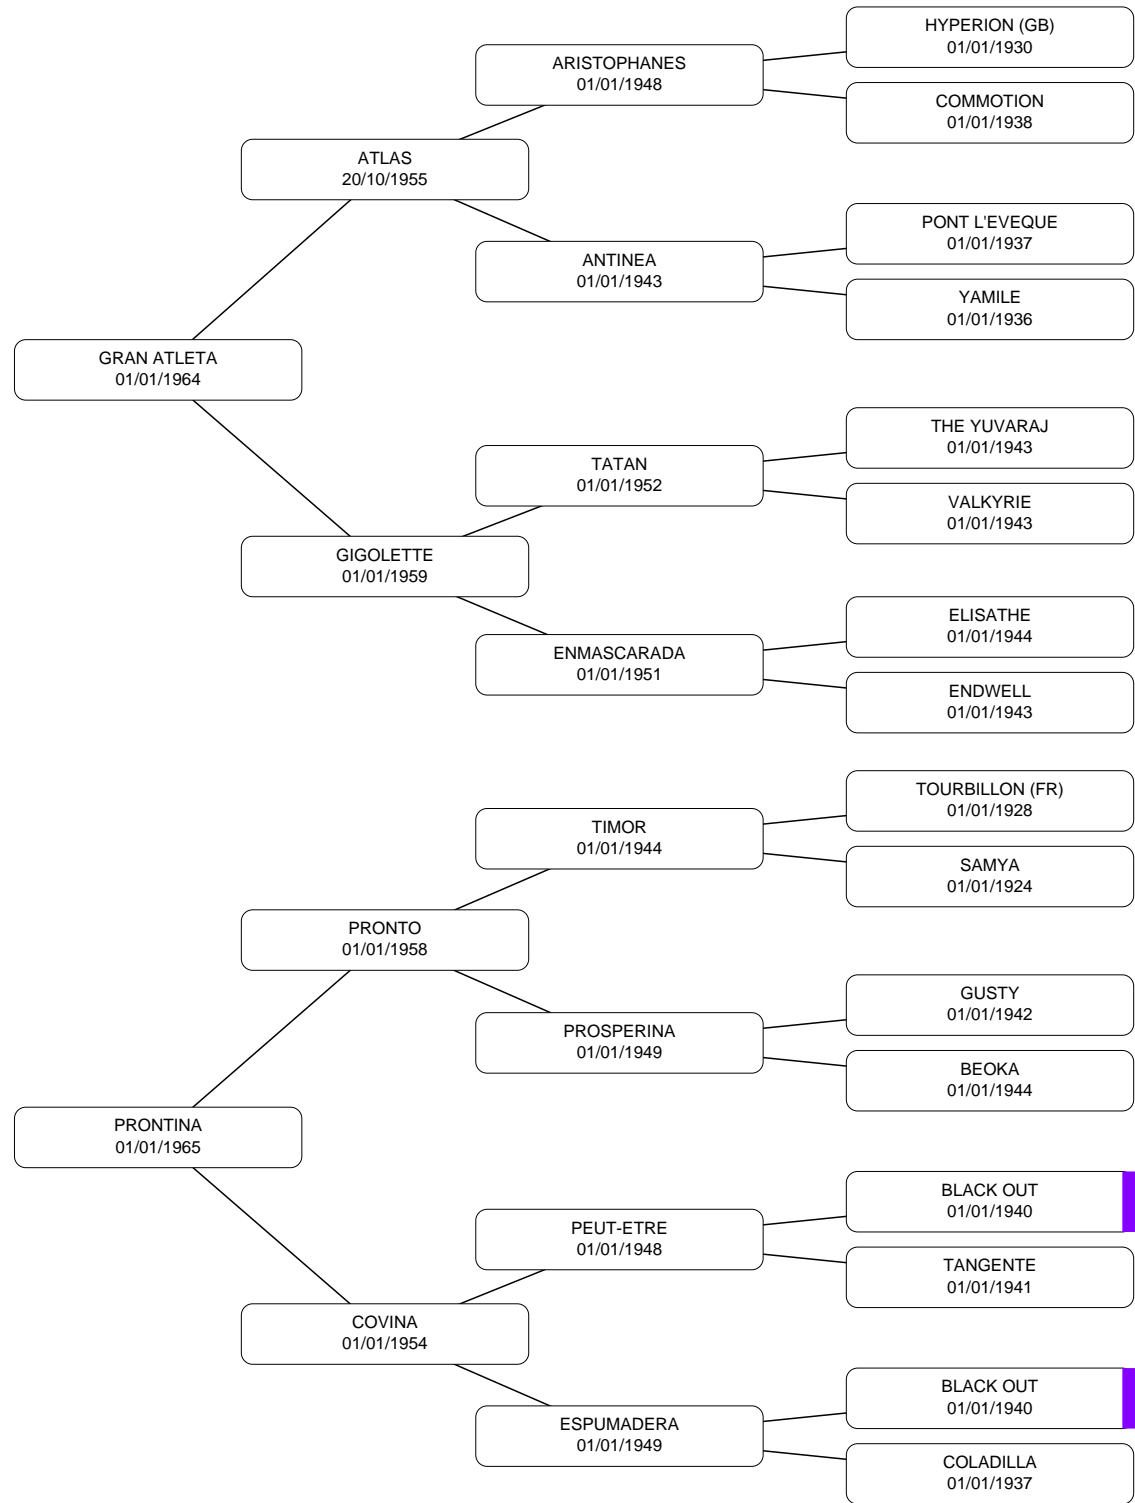 HYPERION (GB)
01/01/1930
ARISTOPHANES
01/01/1948
COMMOTION
01/01/1938
ATLAS
20/10/1955
PONT L'EVEQUE
01/01/1937
ANTINEA
01/01/1943
YAMILE
01/01/1936
GRAN ATLETA
01/01/1964
THE YUVARAJ
01/01/1943
TATAN
01/01/1952
VALKYRIE
01/01/1943
GIGOLETTE
01/01/1959
ELISATHE
01/01/1944
ENMASCARADA
01/01/1951
ENDWELL
01/01/1943
TOURBILLON (FR)
01/01/1928
TIMOR
01/01/1944
SAMYA
01/01/1924
PRONTO
01/01/1958
GUSTY
01/01/1942
PROSPERINA
01/01/1949
BEOKA
01/01/1944
PRONTINA
01/01/1965
BLACK OUT
01/01/1940
PEUT-ETRE
01/01/1948
TANGENTE
01/01/1941
COVINA
01/01/1954
BLACK OUT
01/01/1940
ESPUMADERA
01/01/1949
COLADILLA
01/01/1937